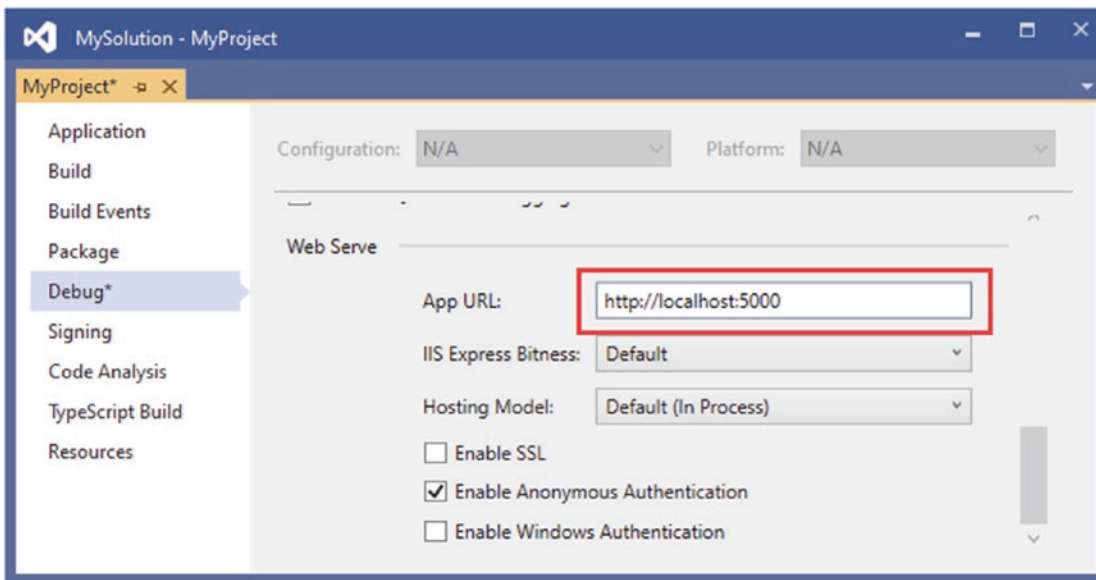 MySolution - MyProject
MyProject*
Application
Build
Build Events
Package
Debug*
Signing
Code Analysis
TypeScript Build
Resources
Configuration: N/A Platform: N/A
Web Serve
App URL: http://localhost:5000
IIS Express Bitness: Default
Hosting Model: Default (In Process)
Enable SSL
Enable Anonymous Authentication
Enable Windows Authentication